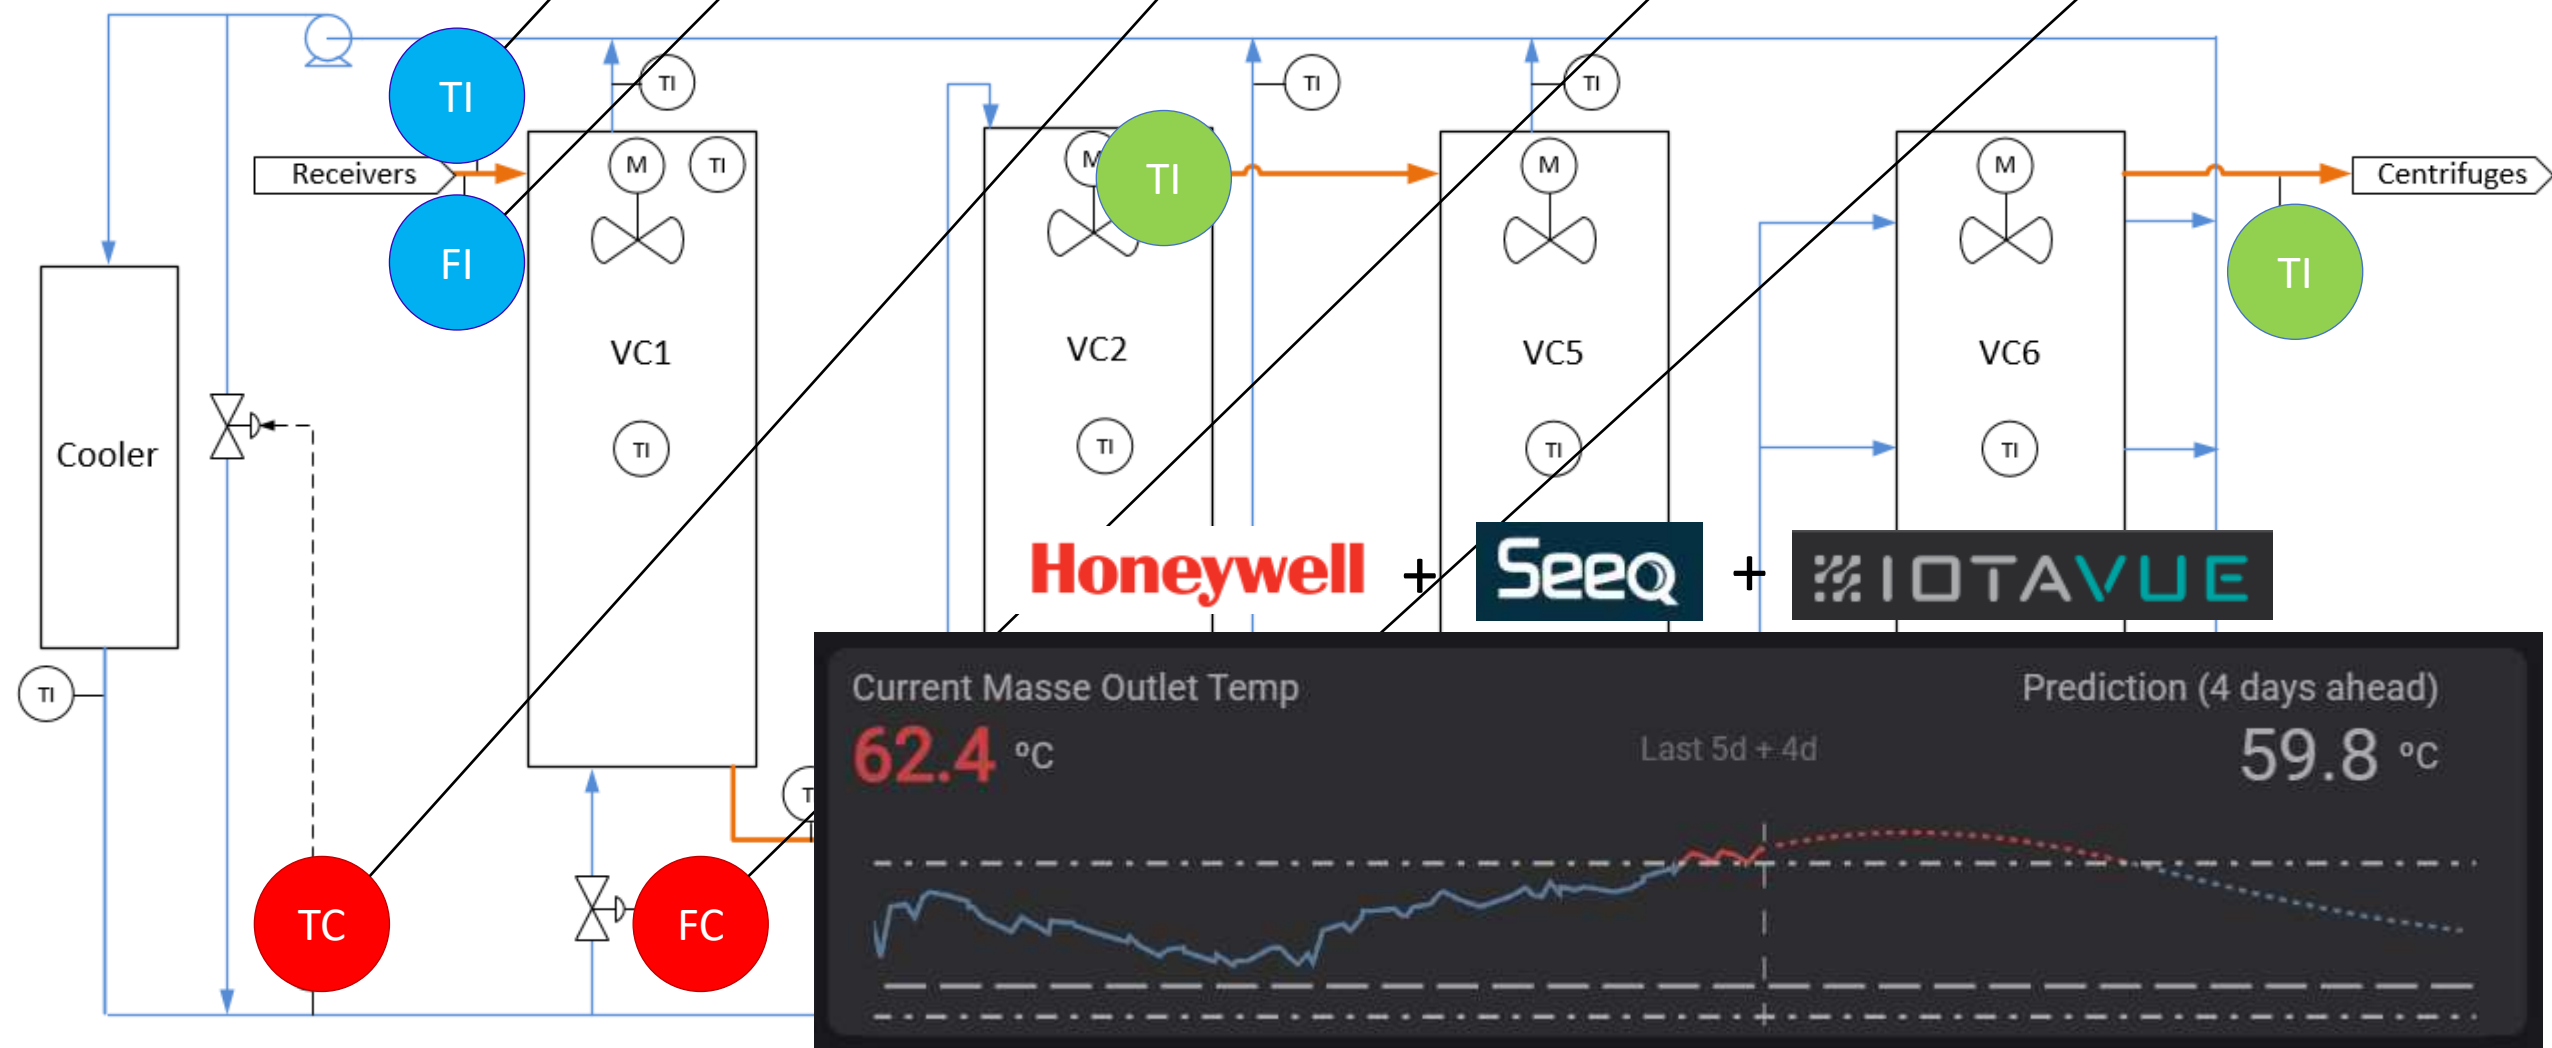 TI
TI
TI
TI
Receivers
M
TI
M
TI
M
M
Centrifuges
FI
TI
VC1
VC2
VC5
VC6
Cooler
TI
TI
TI
TI
Honeywell + Seeq + IOTAVUE
TI
Current Masse Outlet Temp
Prediction (4 days ahead)
62.4 ºC
Last 5d + 4d
59.8 ºC
TC
FC